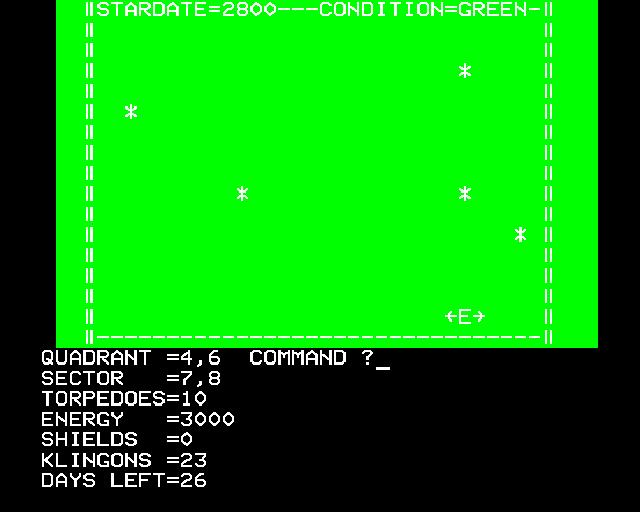 STARDATE=2800---CONDITION=GREEN-
*
*
* *
*
←E→
--------------------------------
QUADRANT =4,6 COMMAND ?_
SECTOR =7,8
TORPEDOES=10
ENERGY =3000
SHIELDS =0
KLINGONS =23
DAYS LEFT=26